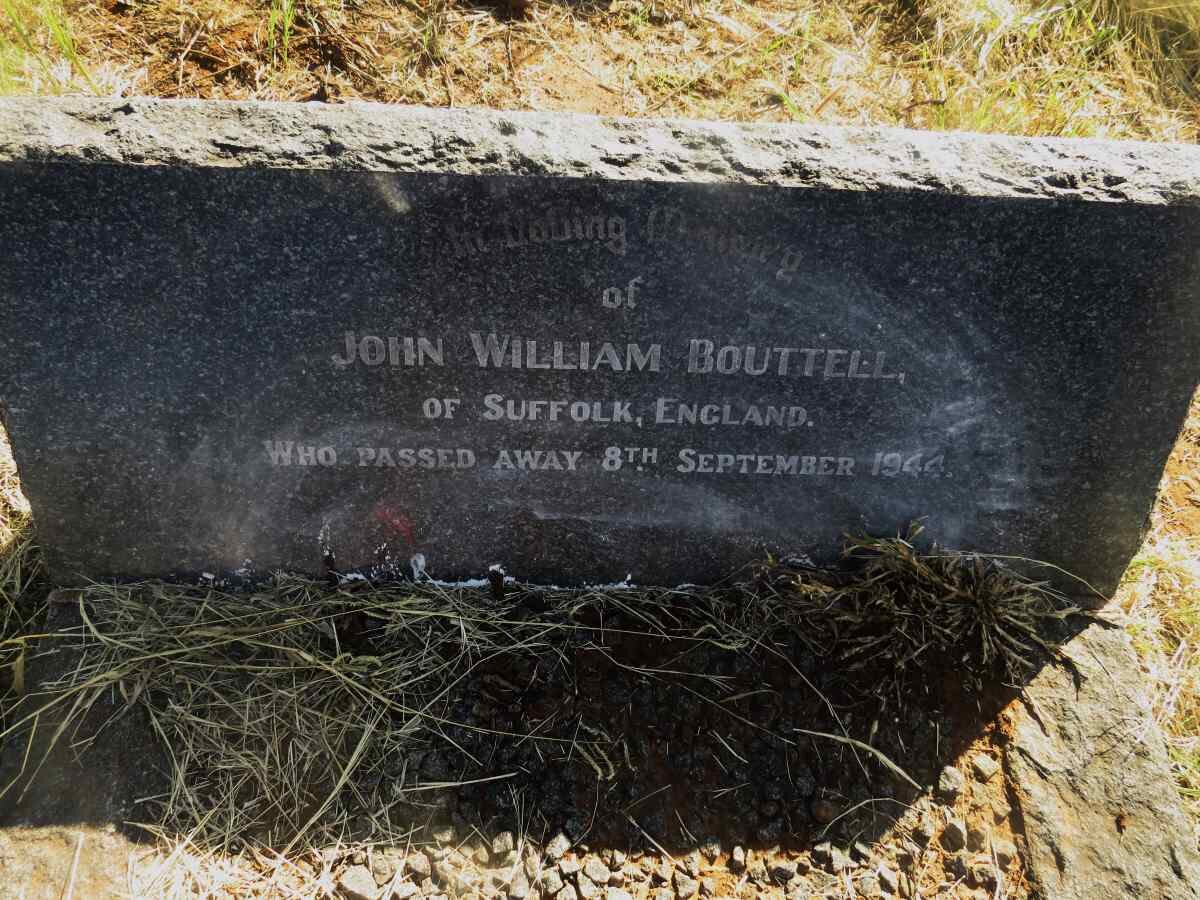 In Loving Memory
of
JOHN WILLIAM BOUTTELL,
OF SUFFOLK, ENGLAND.
WHO PASSED AWAY 8TH SEPTEMBER 1944.